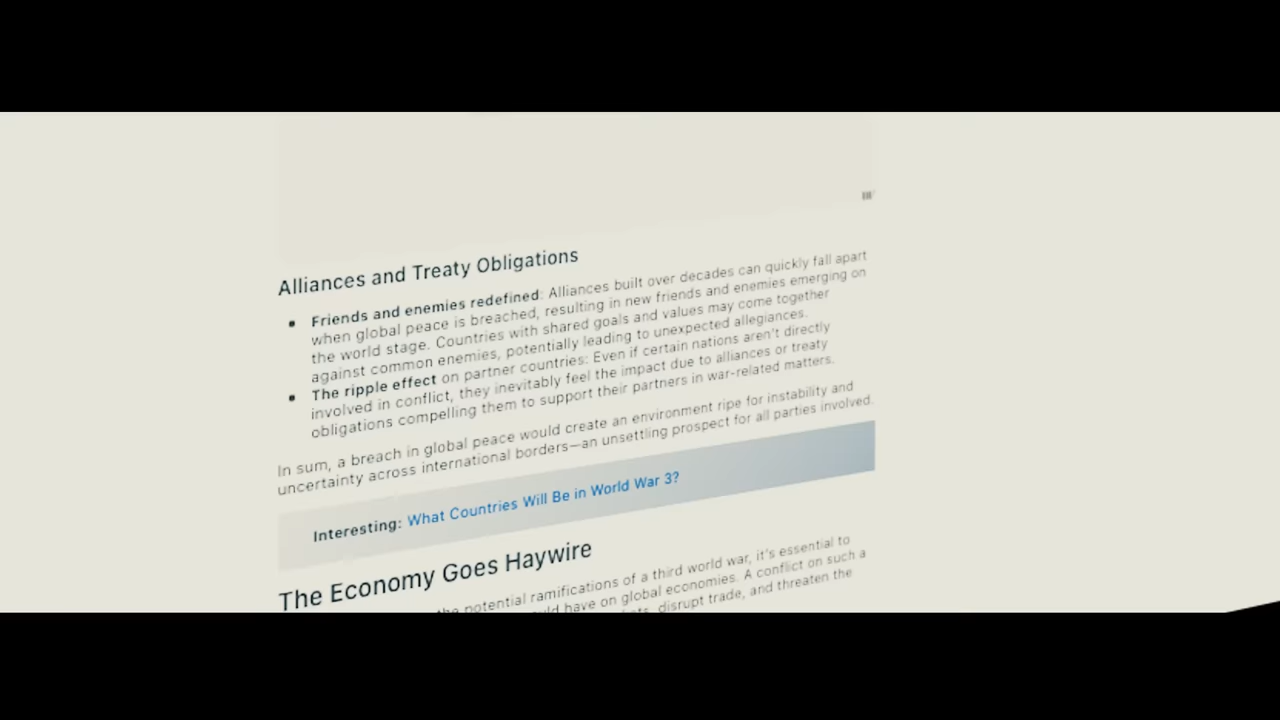 Alliances and Treaty Obligations
Friends and enemies redefined: Alliances built over decades can quickly fall apart
when global peace is breached, resulting in new friends and enemies emerging on
the world stage. Countries with shared goals and values may come together
against common enemies, potentially leading to unexpected allegiances.
The ripple effect on partner countries: Even if certain nations aren't directly
involved in conflict, they inevitably feel the impact due to alliances or treaty
obligations compelling them to support their partners in war-related matters.
In sum, a breach in global peace would create an environment ripe for instability and
uncertainty across international borders—an unsettling prospect for all parties involved.
Interesting: What Countries Will Be in World War 3?
The Economy Goes Haywire
the potential ramifications of a third world war, it's essential to
have on global economies. A conflict on such a
disrupt trade, and threaten the